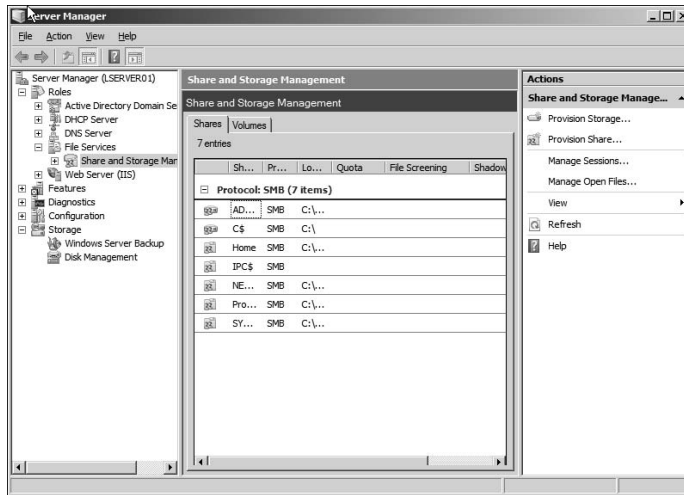 Server Manager
File Action View Help
Server Manager (LSERVER01)
Roles
Active Directory Domain Se
DHCP Server
DNS Server
File Services
Share and Storage Mar
Web Server (IIS)
Features
Diagnostics
Configuration
Storage
Windows Server Backup
Disk Management
Share and Storage Management
Share and Storage Management
Shares Volumes
7 entries
Sh... Pr... Lo... Quota File Screening Shadow
Protocol: SMB (7 items)
AD... SMB C:\...
C$ SMB C:\
Home SMB C:\...
IPC$ SMB
NE... SMB C:\...
Pro... SMB C:\...
SY... SMB C:\...
Actions
Share and Storage Manage...
Provision Storage...
Provision Share...
Manage Sessions...
Manage Open Files...
View
Refresh
Help